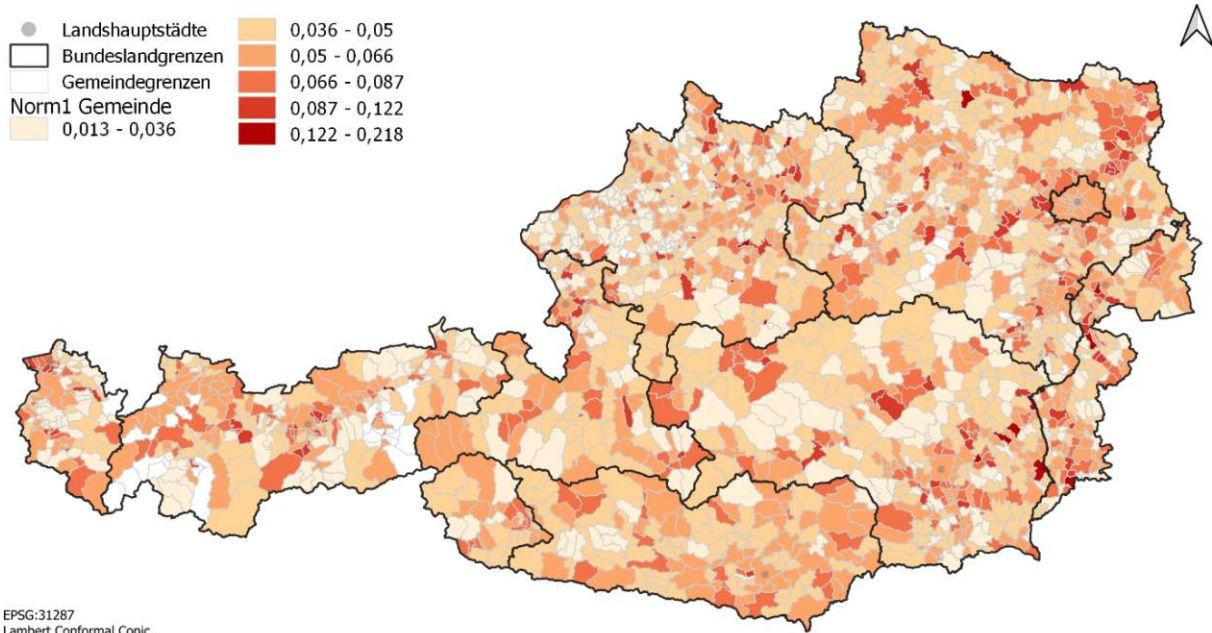 Landshauptstädte
Bundeslandgrenzen
Gemeindegrenzen
Norm1 Gemeinde
0,013 - 0,036
0,036 - 0,05
0,05 - 0,066
0,066 - 0,087
0,087 - 0,122
0,122 - 0,218
EPSG:31287
Lambert Conformal Conic